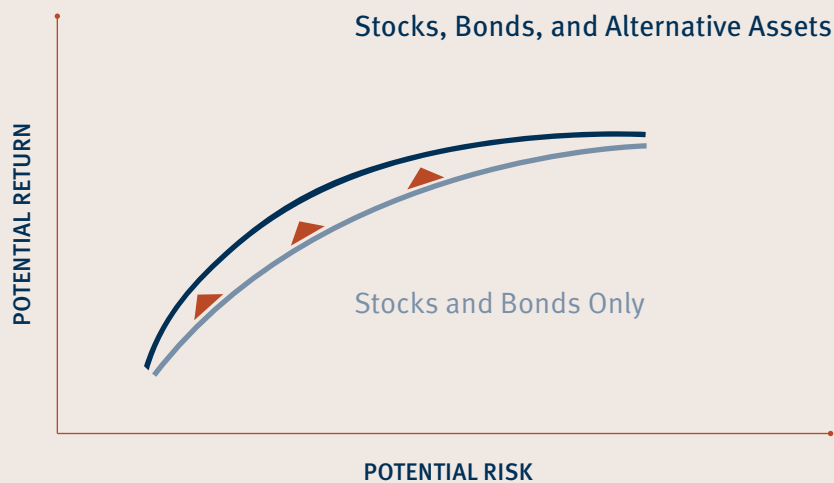 Stocks, Bonds, and Alternative Assets
POTENTIAL RETURN
Stocks and Bonds Only
POTENTIAL RISK